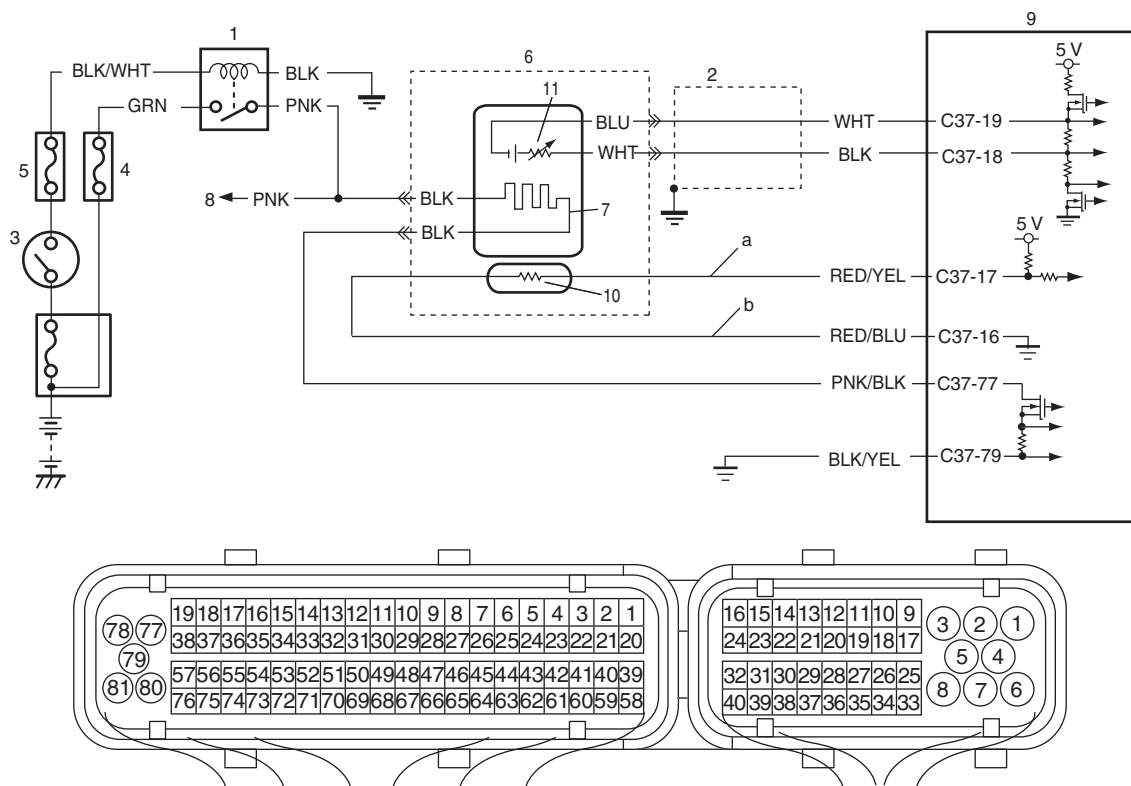 9
1
5 V
6
BLK/WHT
BLK
2
11
GRN
PNK
BLU
WHT
C37-19
WHT
BLK
C37-18
5
4
8
PNK
BLK
7
3
BLK
5 V
a
RED/YEL
C37-17
10
b
RED/BLU
C37-16
PNK/BLK
C37-77
BLK/YEL
C37-79
19 18 17 16 15 14 13 12 11 10 9 8 7 6 5 4 3 2 1
38 37 36 35 34 33 32 31 30 29 28 27 26 25 24 23 22 21 20
57 56 55 54 53 52 51 50 49 48 47 46 45 44 43 42 41 40 39
76 75 74 73 72 71 70 69 68 67 66 65 64 63 62 61 60 59 58
78 77
79
81 80
16 15 14 13 12 11 10 9
24 23 22 21 20 19 18 17
32 31 30 29 28 27 26 25
40 39 38 37 36 35 34 33
3 2 1
5 4
8 7 6